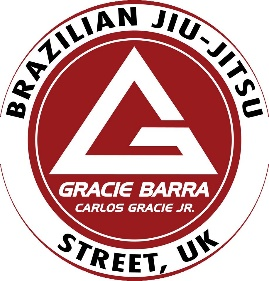 BRAZILIAN JIU-JITSU
GRACIE BARRA
CARLOS GRACIE JR.
STREET, UK